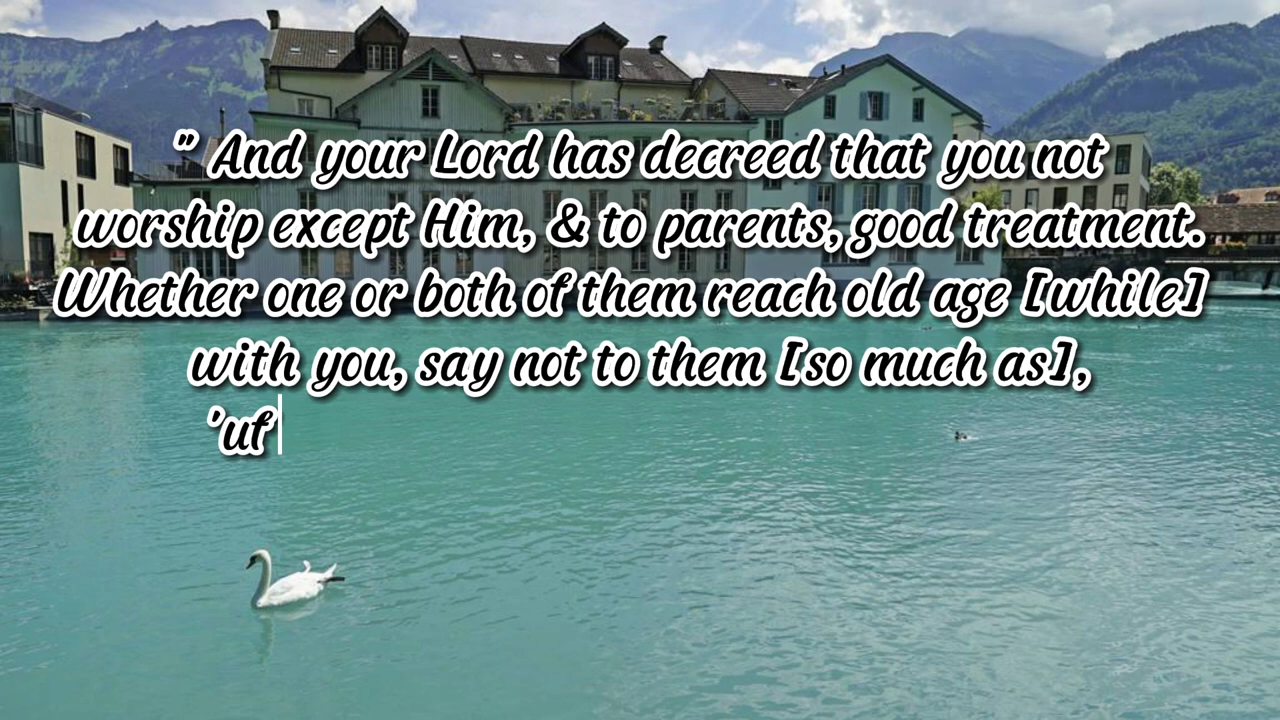 " And your Lord has decreed that you not
worship except Him, & to parents, good treatment.
Whether one or both of them reach old age [while]
with you, say not to them [so much as],
'uf